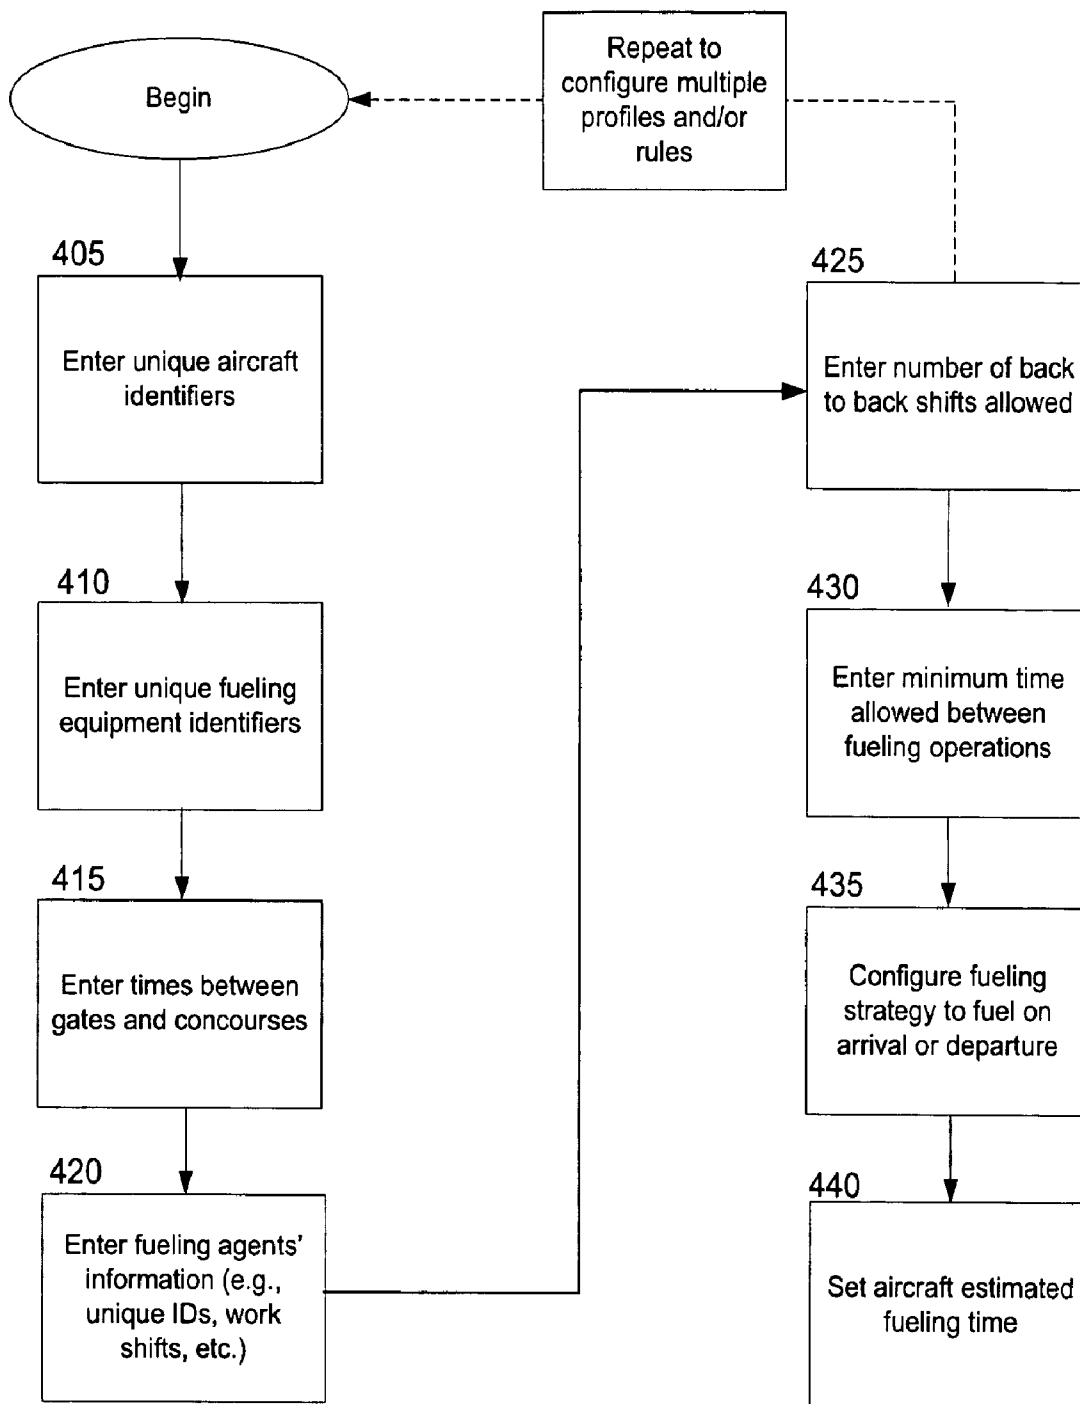 Begin
Repeat to
configure multiple
profiles and/or
rules
405
Enter unique aircraft
identifiers
410
Enter unique fueling
equipment identifiers
415
Enter times between
gates and concourses
420
Enter fueling agents'
information (e.g.,
unique IDs, work
shifts, etc.)
425
Enter number of back
to back shifts allowed
430
Enter minimum time
allowed between
fueling operations
435
Configure fueling
strategy to fuel on
arrival or departure
440
Set aircraft estimated
fueling time